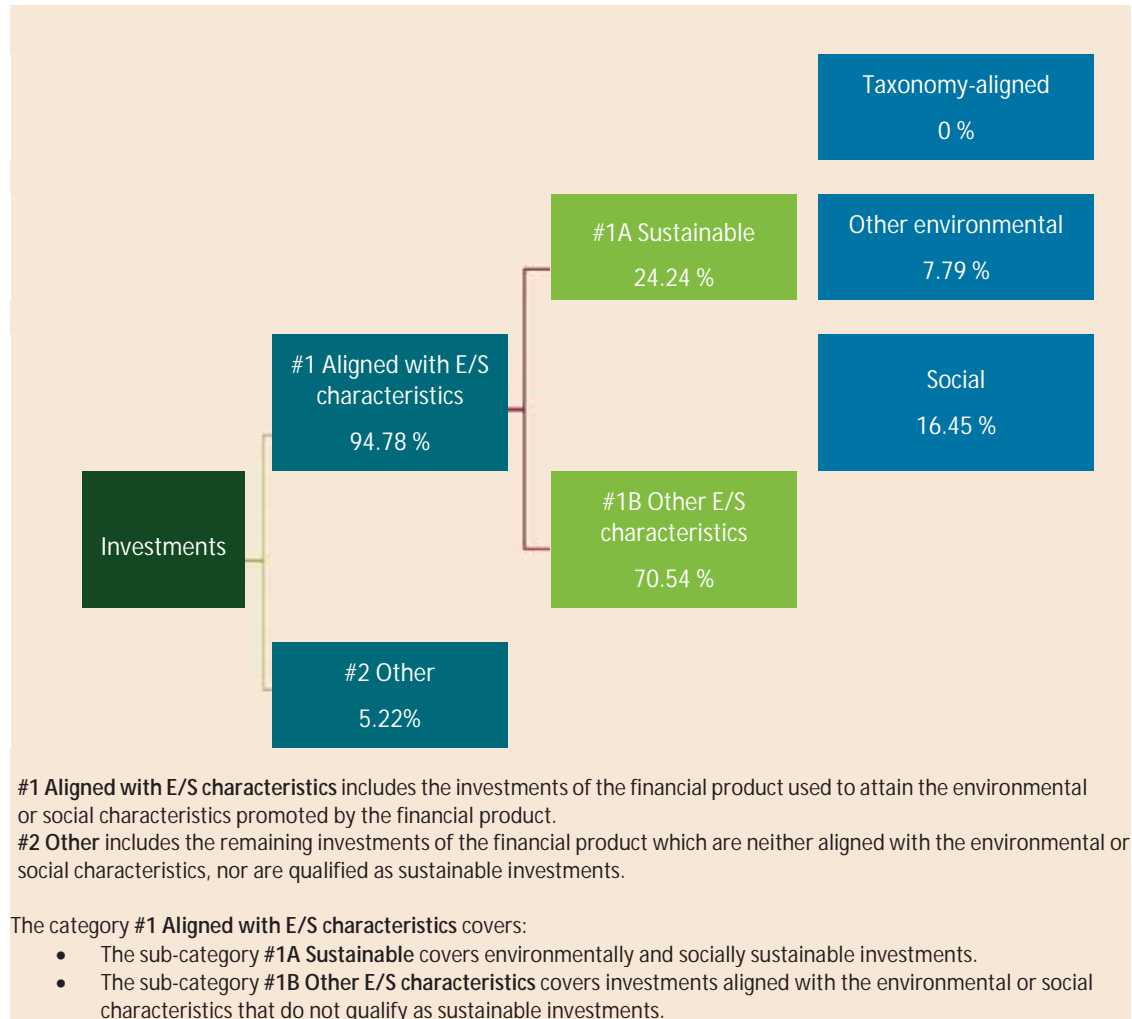 Taxonomy-aligned
0 %
#1A Sustainable
24.24 %
Other environmental
7.79 %
#1 Aligned with E/S
characteristics
94.78 %
Social
16.45 %
Investments
#1B Other E/S
characteristics
70.54 %
#2 Other
5.22%
#1 Aligned with E/S characteristics includes the investments of the financial product used to attain the environmental
or social characteristics promoted by the financial product.
#2 Other includes the remaining investments of the financial product which are neither aligned with the environmental or
social characteristics, nor are qualified as sustainable investments.
The category #1 Aligned with E/S characteristics covers:
• The sub-category #1A Sustainable covers environmentally and socially sustainable investments.
• The sub-category #1B Other E/S characteristics covers investments aligned with the environmental or social
characteristics that do not qualify as sustainable investments.